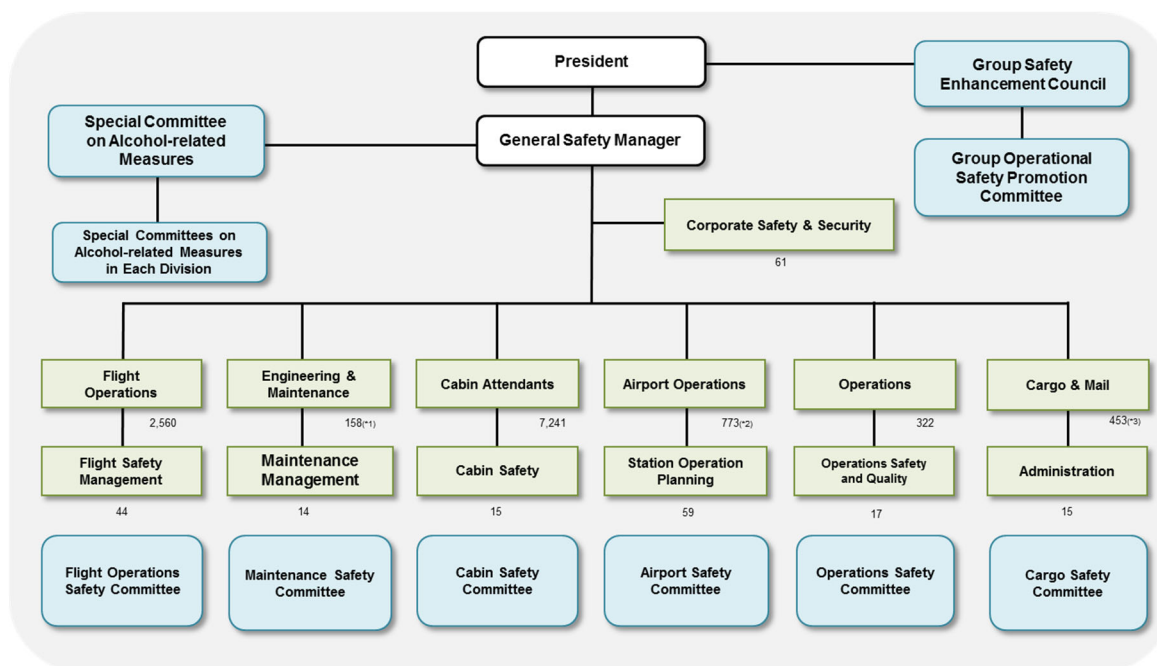 President
Group Safety
Enhancement Council
Special Committee
on Alcohol-related
Measures
General Safety Manager
Group Operational
Safety Promotion
Committee
Corporate Safety & Security
61
Special Committees on
Alcohol-related Measures
in Each Division
Flight
Operations
2,560
Engineering &
Maintenance
158(*1)
Cabin Attendants
7,241
Airport Operations
773(*2)
Operations
322
Cargo & Mail
453(*3)
Flight Safety
Management
44
Maintenance
Management
14
Cabin Safety
15
Station Operation
Planning
59
Operations Safety
and Quality
17
Administration
15
Flight Operations
Safety Committee
Maintenance Safety
Committee
Cabin Safety
Committee
Airport Safety
Committee
Operations Safety
Committee
Cargo Safety
Committee